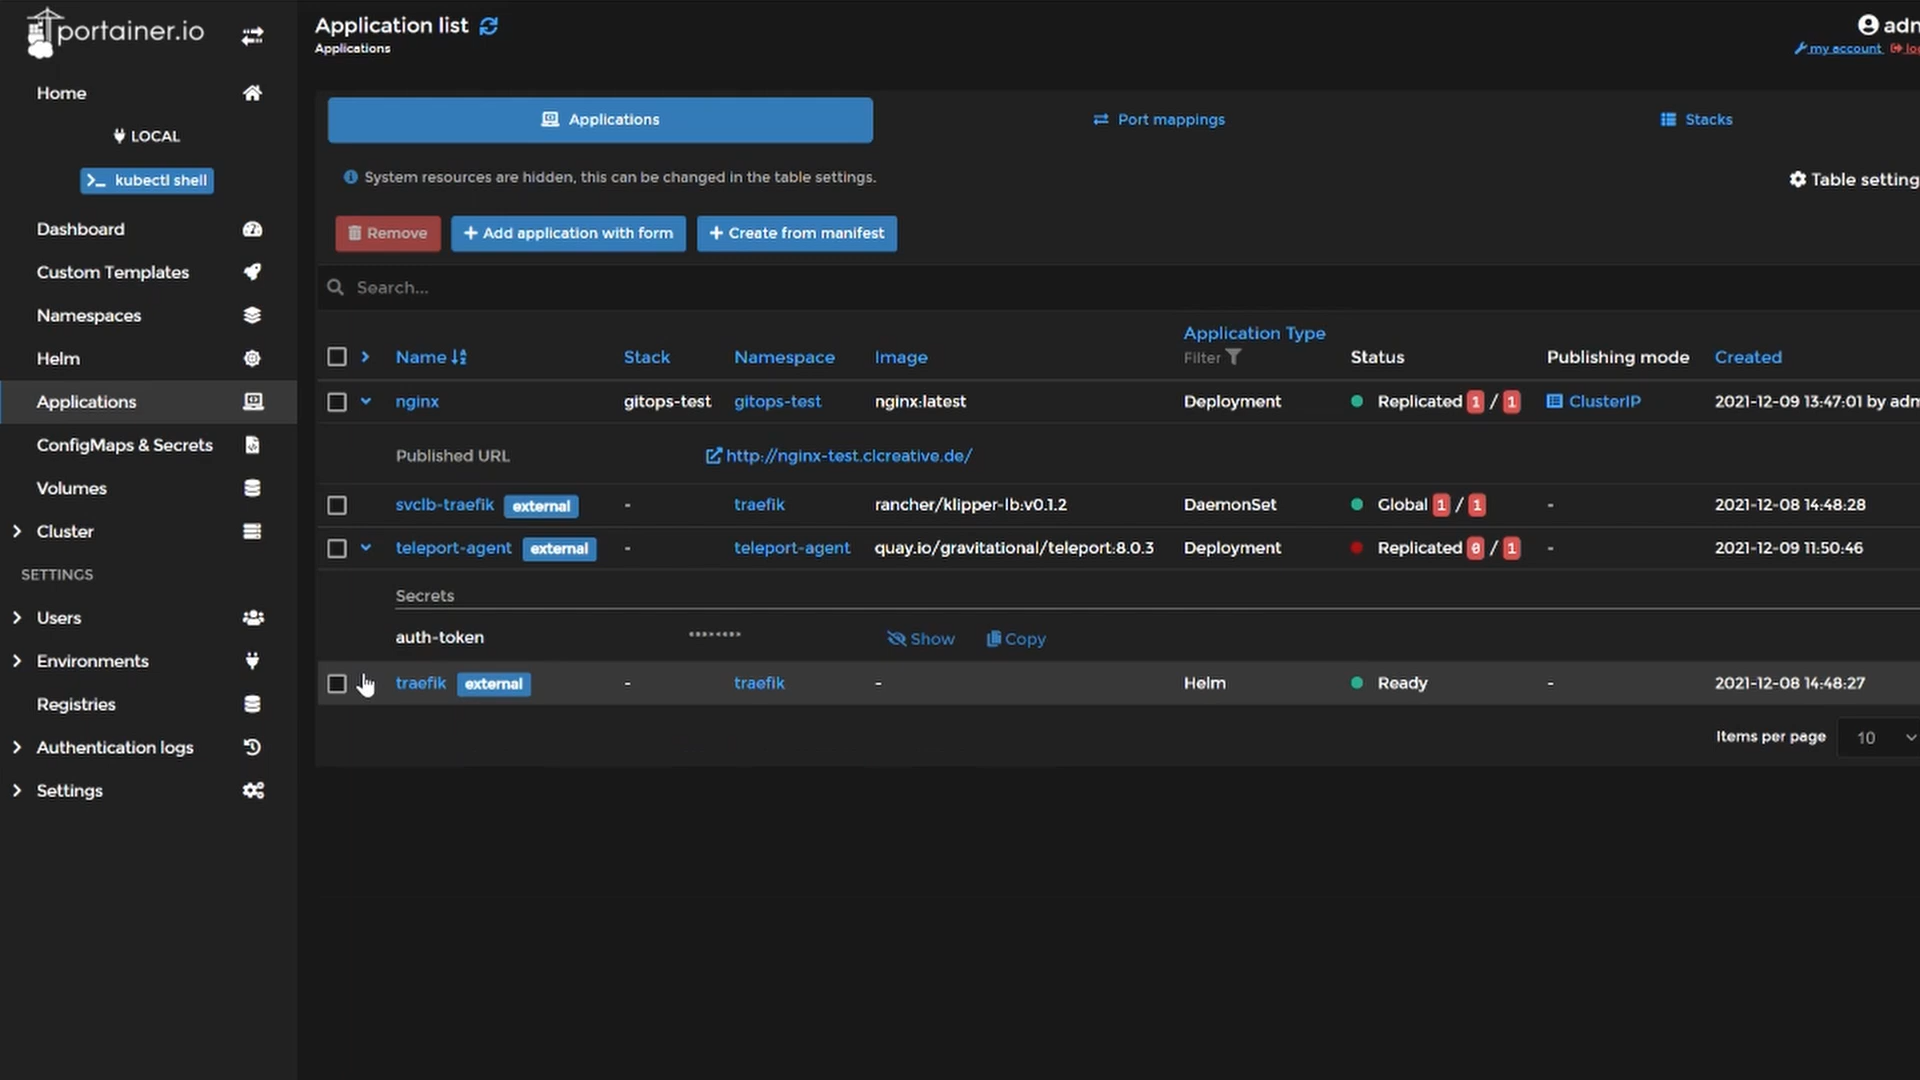 portainer.io
Home
LOCAL
kubectl shell
Dashboard
Custom Templates
Namespaces
Helm
Applications
ConfigMaps & Secrets
Volumes
Cluster
SETTINGS
Users
Environments
Registries
Authentication logs
Settings
Application list
Applications
adm
my account lo
Applications Port mappings Stacks
System resources are hidden, this can be changed in the table settings.
Table setting
Remove + Add application with form + Create from manifest
Search...
Name Stack Namespace Image Application Type Filter Status Publishing mode Created
nginx gitops-test gitops-test nginx:latest Deployment Replicated 1 / 1 ClusterIP 2021-12-09 13:47:01 by adm
Published URL http://nginx-test.clcreative.de/
svclb-traefik external - traefik rancher/klipper-lb:v0.1.2 DaemonSet Global 1 / 1 - 2021-12-08 14:48:28
teleport-agent external - teleport-agent quay.io/gravitational/teleport:8.0.3 Deployment Replicated 0 / 1 - 2021-12-09 11:50:46
Secrets
auth-token ******** Show Copy
traefik external - traefik - Helm Ready - 2021-12-08 14:48:27
Items per page 10